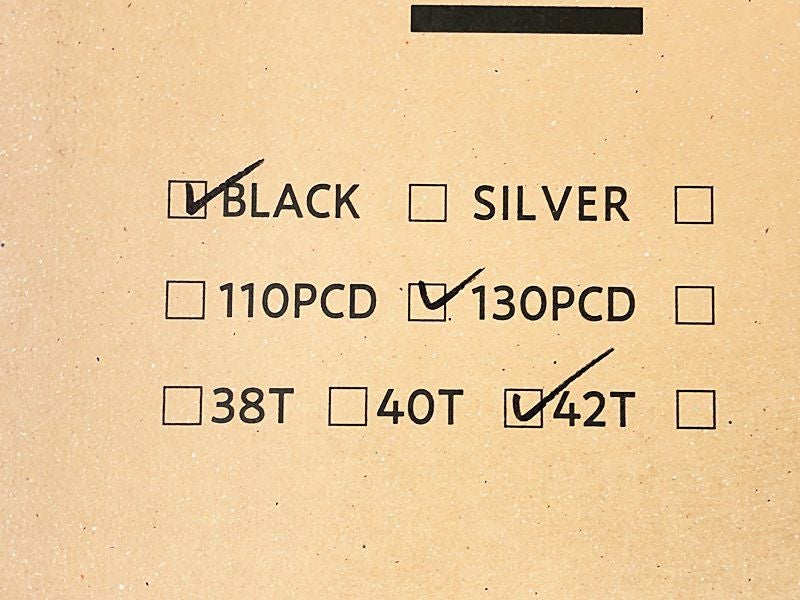 ☑ BLACK ☐ SILVER ☐
☐ 110PCD ☑ 130PCD ☐
☐ 38T ☐ 40T ☑ 42T ☐